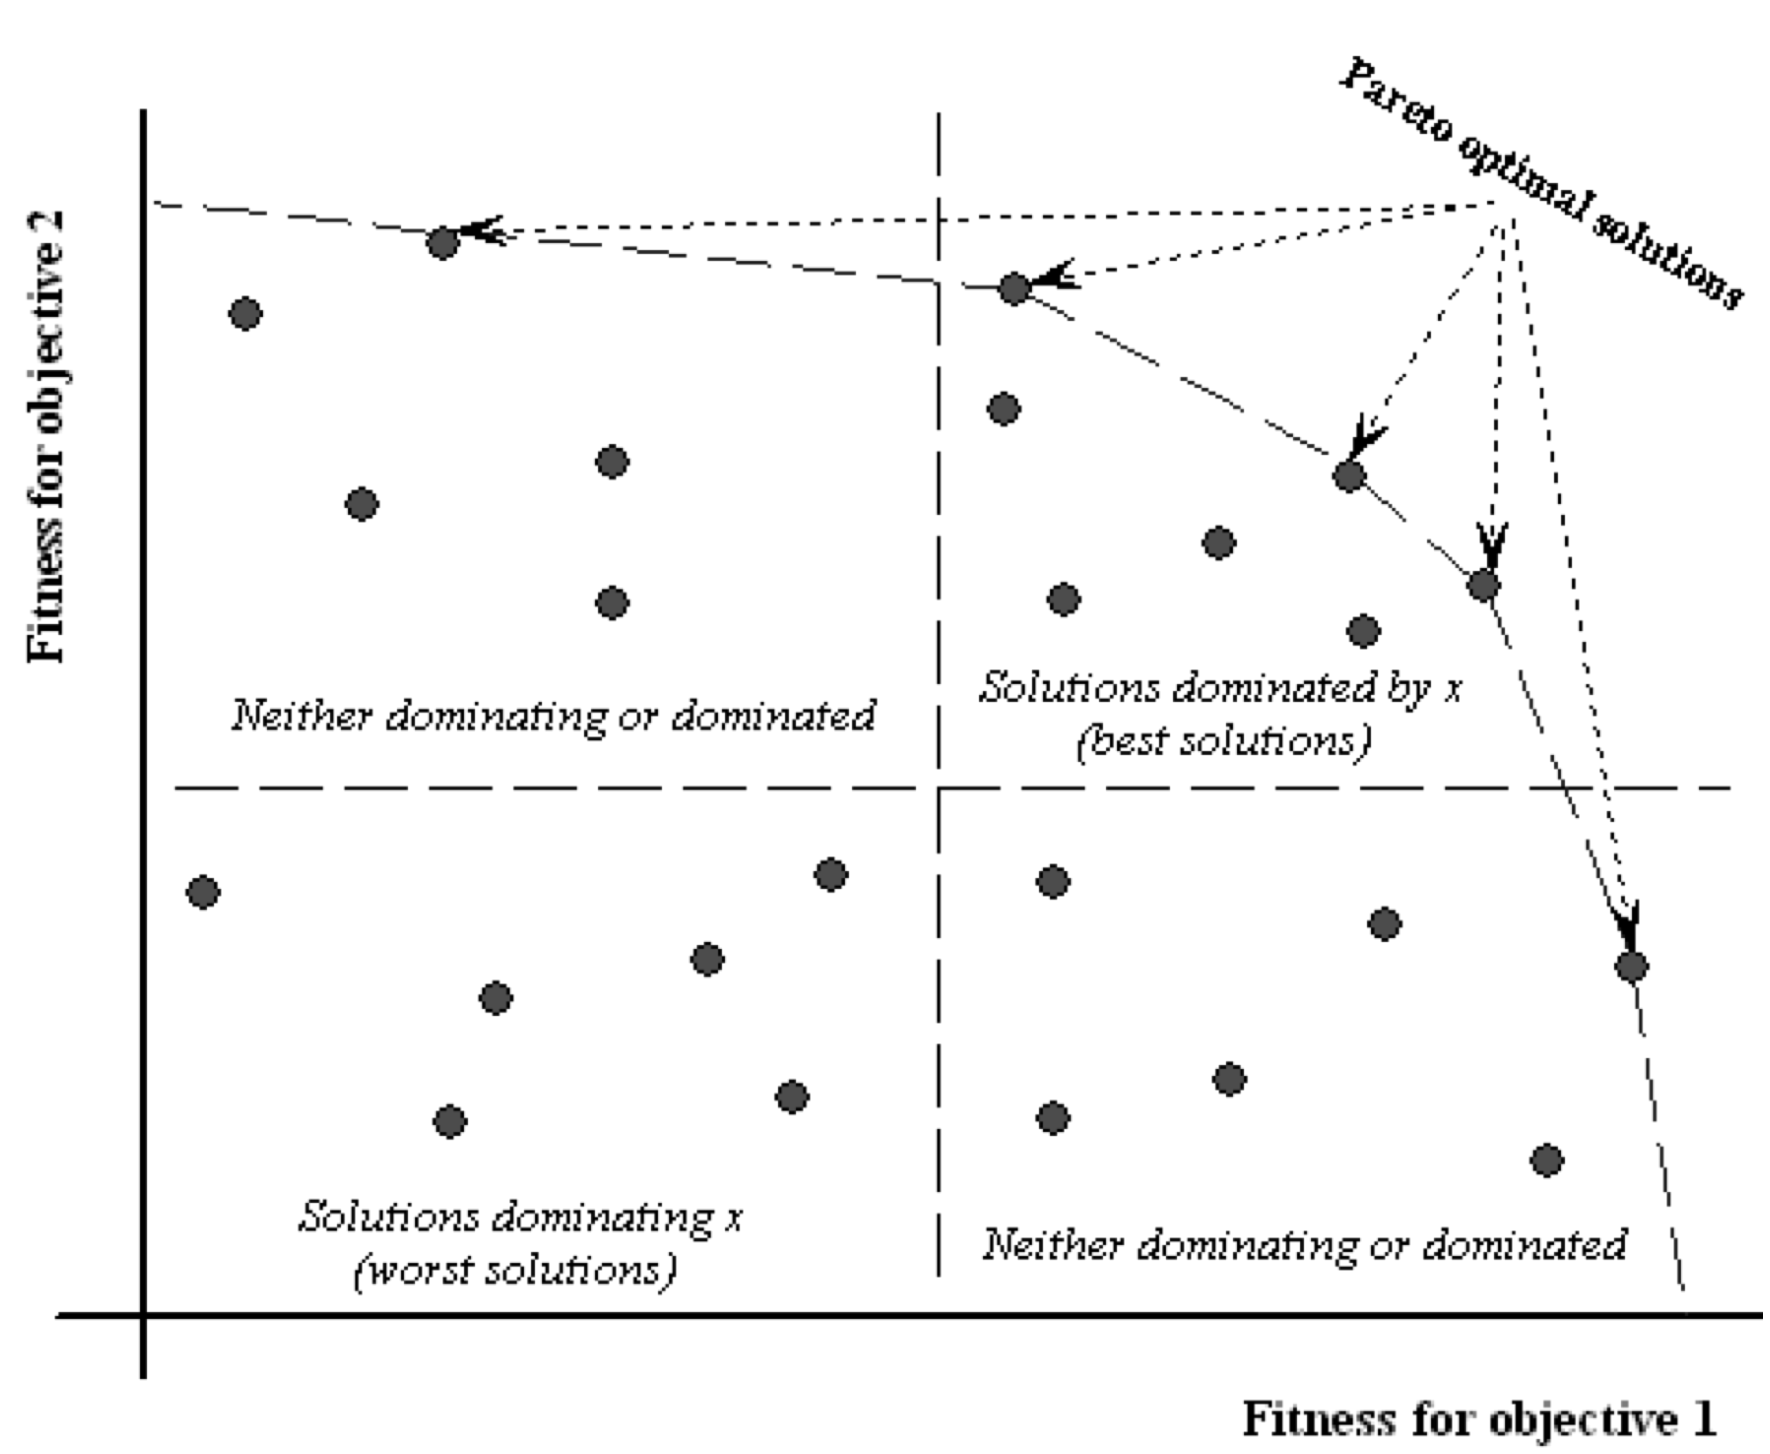 Pareto optimal solutions
Fitness for objective 2
Neither dominating or dominated
Solutions dominated by x
(best solutions)
Solutions dominating x
(worst solutions)
Neither dominating or dominated
Fitness for objective 1